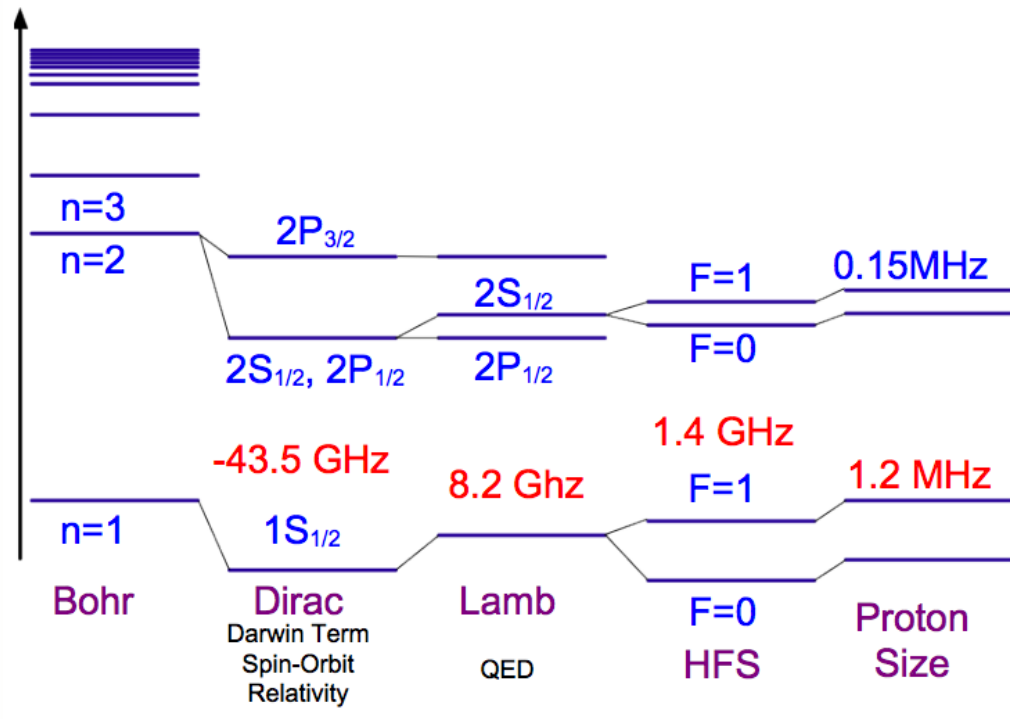 n=3
n=2
n=1
Bohr
2P3/2
2S1/2, 2P1/2
-43.5 GHz
1S1/2
Dirac
Darwin Term
Spin-Orbit
Relativity
2S1/2
2P1/2
8.2 Ghz
Lamb
QED
F=1
F=0
1.4 GHz
F=1
F=0
HFS
0.15MHz
1.2 MHz
Proton
Size